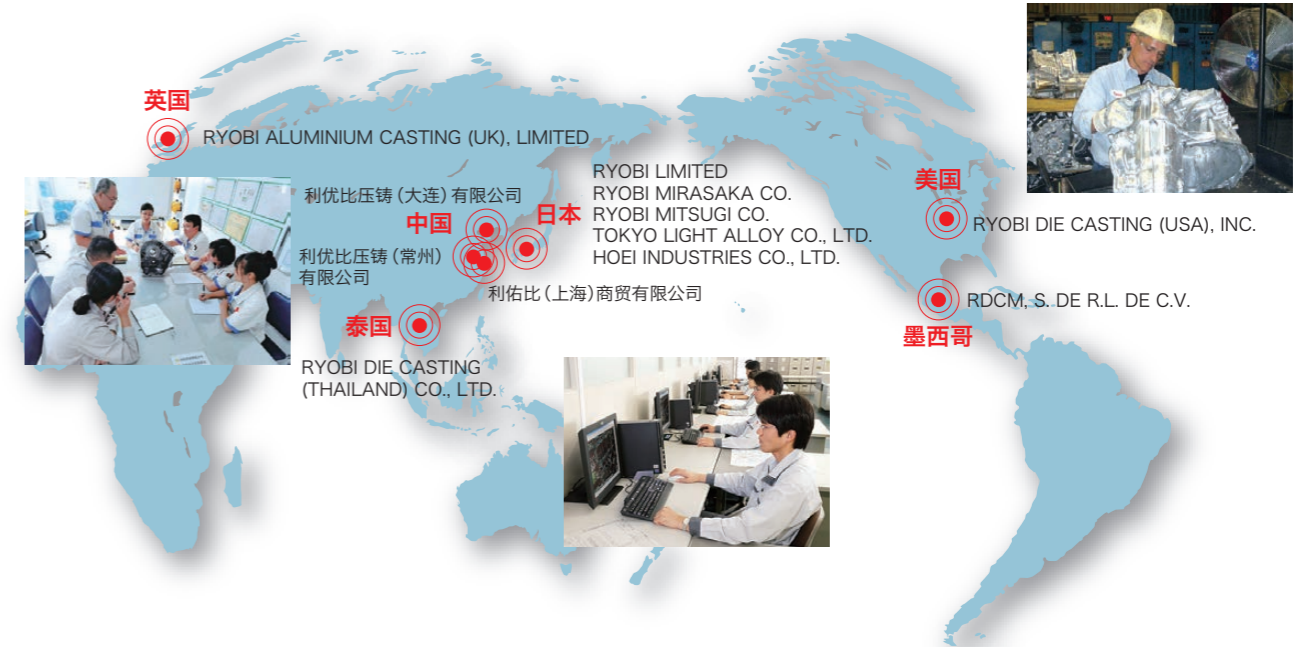 英国
RYOBI ALUMINIUM CASTING (UK), LIMITED
利优比压铸（大连）有限公司
中国
利优比压铸（常州）
有限公司
利佑比（上海）商贸有限公司
日本
RYOBI LIMITED
RYOBI MIRASAKA CO.
RYOBI MITSUGI CO.
TOKYO LIGHT ALLOY CO., LTD.
HOEI INDUSTRIES CO., LTD.
泰国
RYOBI DIE CASTING
(THAILAND) CO., LTD.
美国
RYOBI DIE CASTING (USA), INC.
RDCM, S. DE R.L. DE C.V.
墨西哥